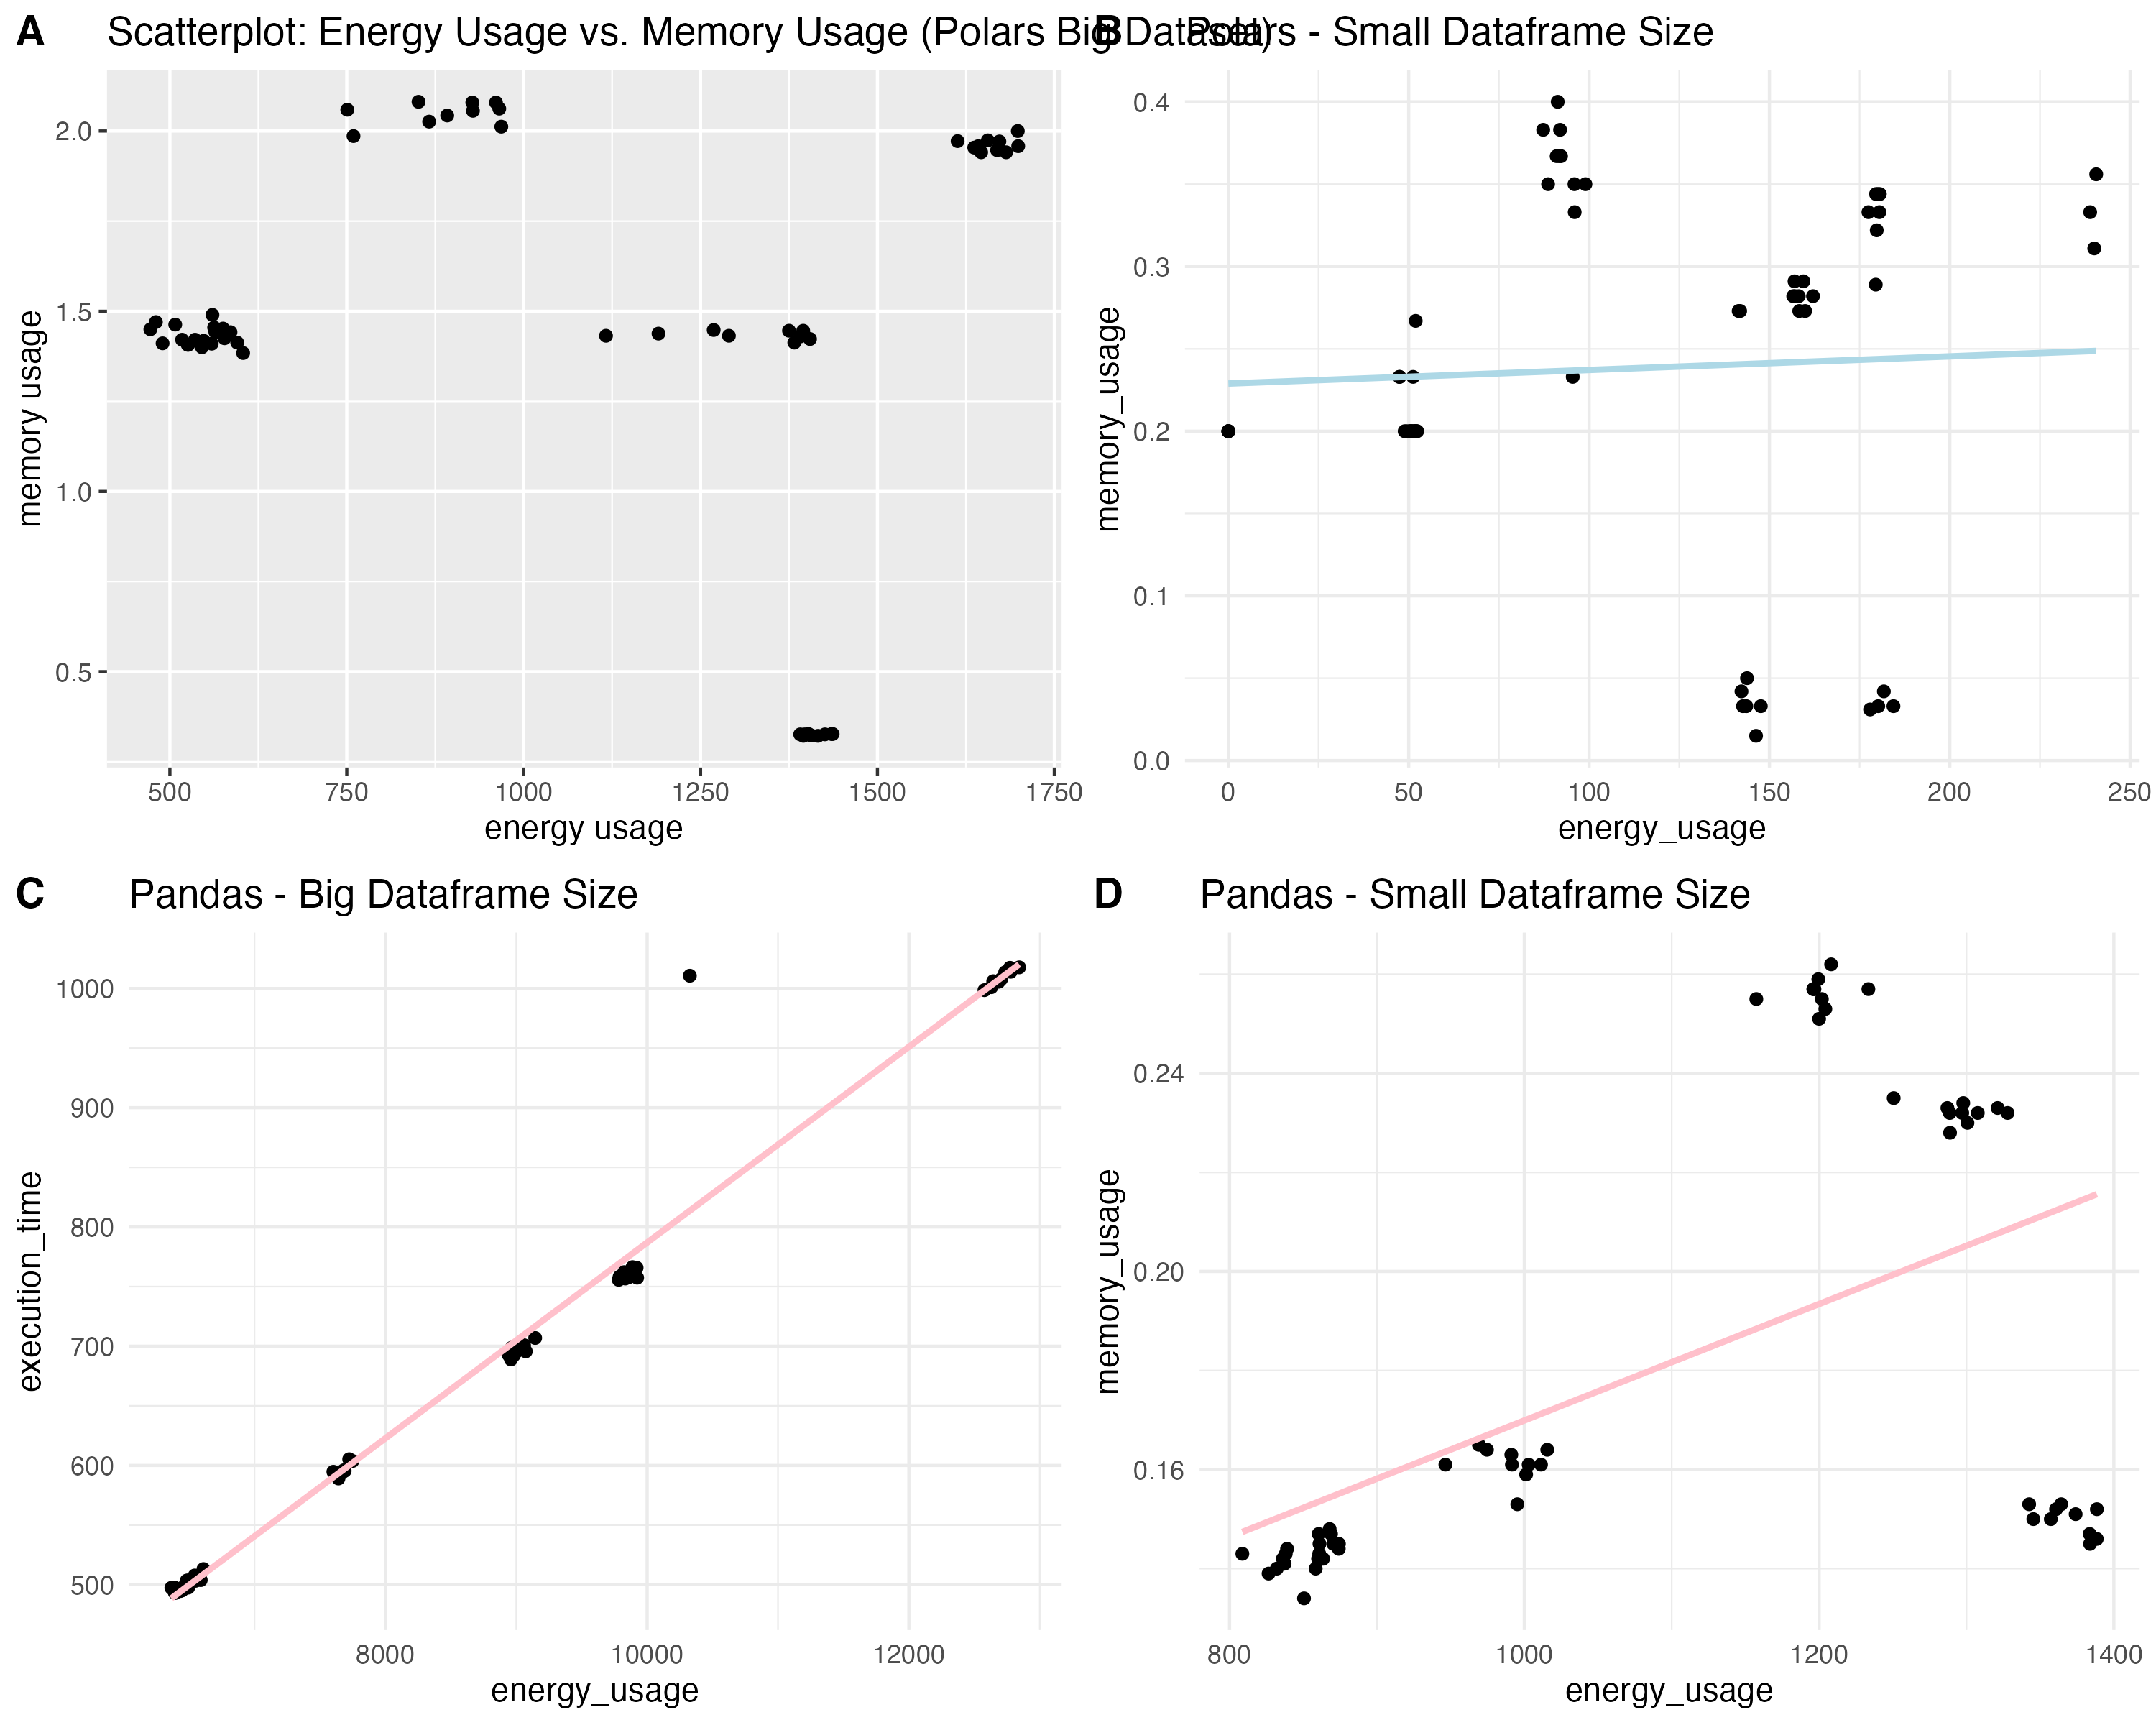 A Scatterplot: Energy Usage vs. Memory Usage (Polars Big Dataset)
memory usage
2.0
1.5
1.0
0.5
500 750 1000 1250 1500 1750
energy usage
B Polars - Small Dataframe Size
memory_usage
0.4
0.3
0.2
0.1
0.0
0 50 100 150 200 250
energy_usage
C Pandas - Big Dataframe Size
execution_time
1000
900
800
700
600
500
8000 10000 12000
energy_usage
D Pandas - Small Dataframe Size
memory_usage
0.24
0.20
0.16
800 1000 1200 1400
energy_usage